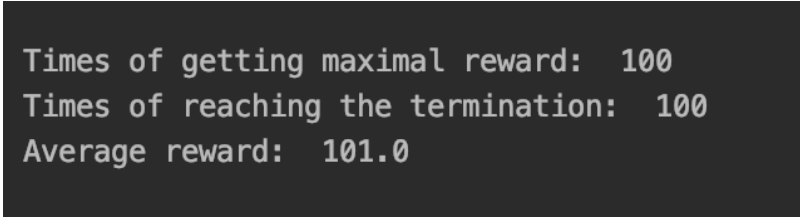 Times of getting maximal reward:  100
Times of reaching the termination:  100
Average reward:  101.0